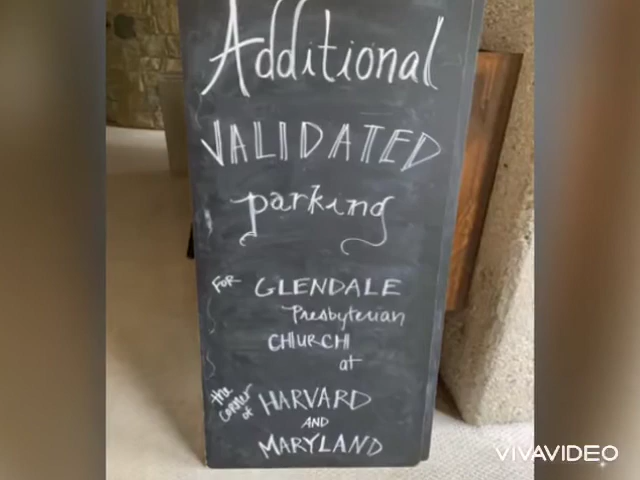 Additional
VALIDATED
parking
FOR GLENDALE
Presbyterian
CHURCH
at
the corner of HARVARD
AND
MARYLAND
VIVAVIDEO